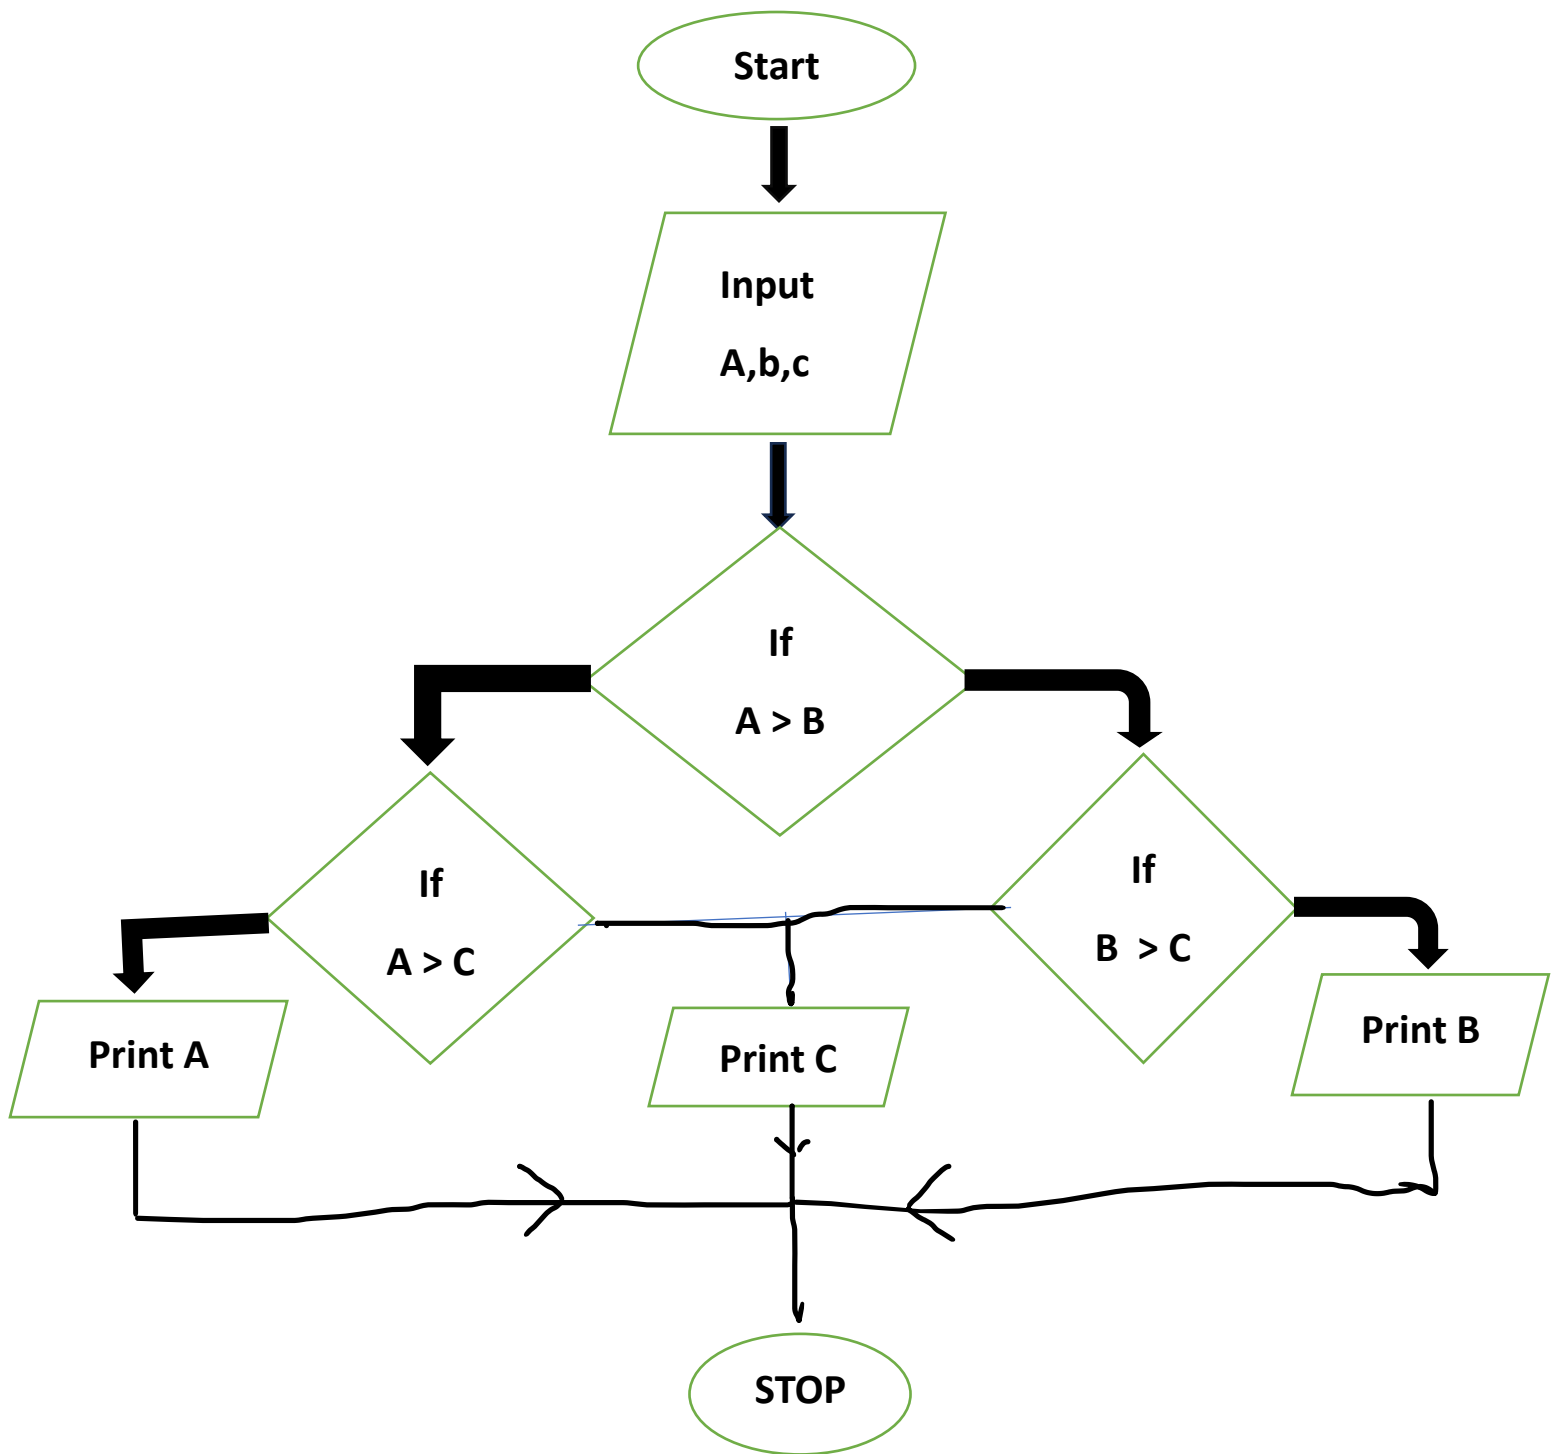 Start
Input
A,b,c
If
A > B
If
A > C
If
B  > C
Print A
Print C
Print B
STOP